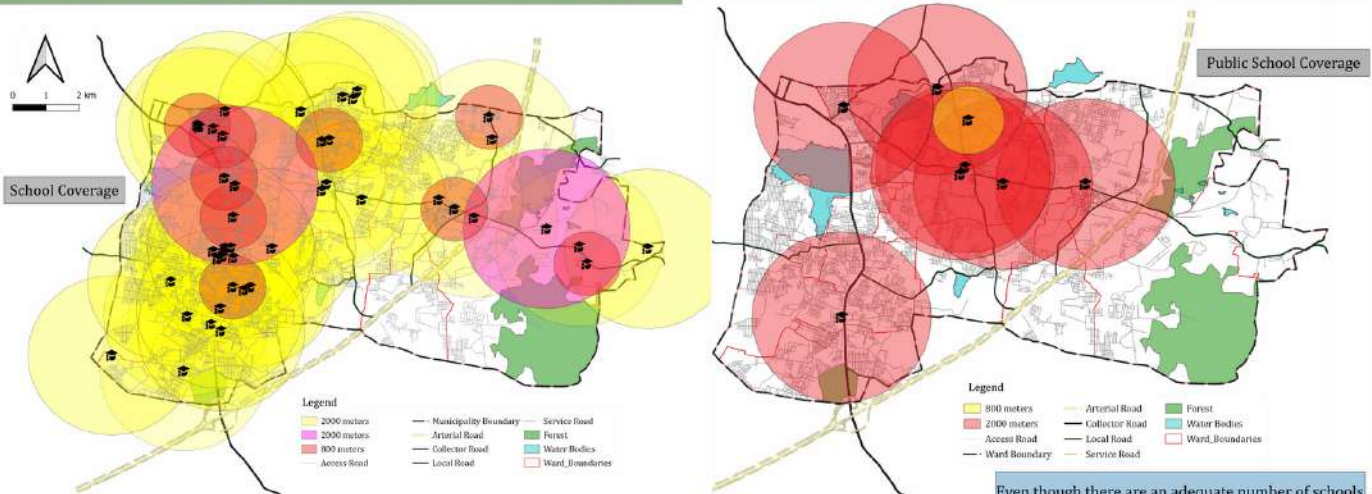 0 1 2 km
School Coverage
Legend
2000 meters
2000 meters
800 meters
Access Road
Municipality Boundary
Arterial Road
Collector Road
Local Road
Service Road
Forest
Water Bodies
Ward_Boundaries
Public School Coverage
Legend
800 meters
2000 meters
Access Road
Ward Boundary
Arterial Road
Collector Road
Local Road
Service Road
Forest
Water Bodies
Ward_Boundaries
Even though there are an adequate number of schools